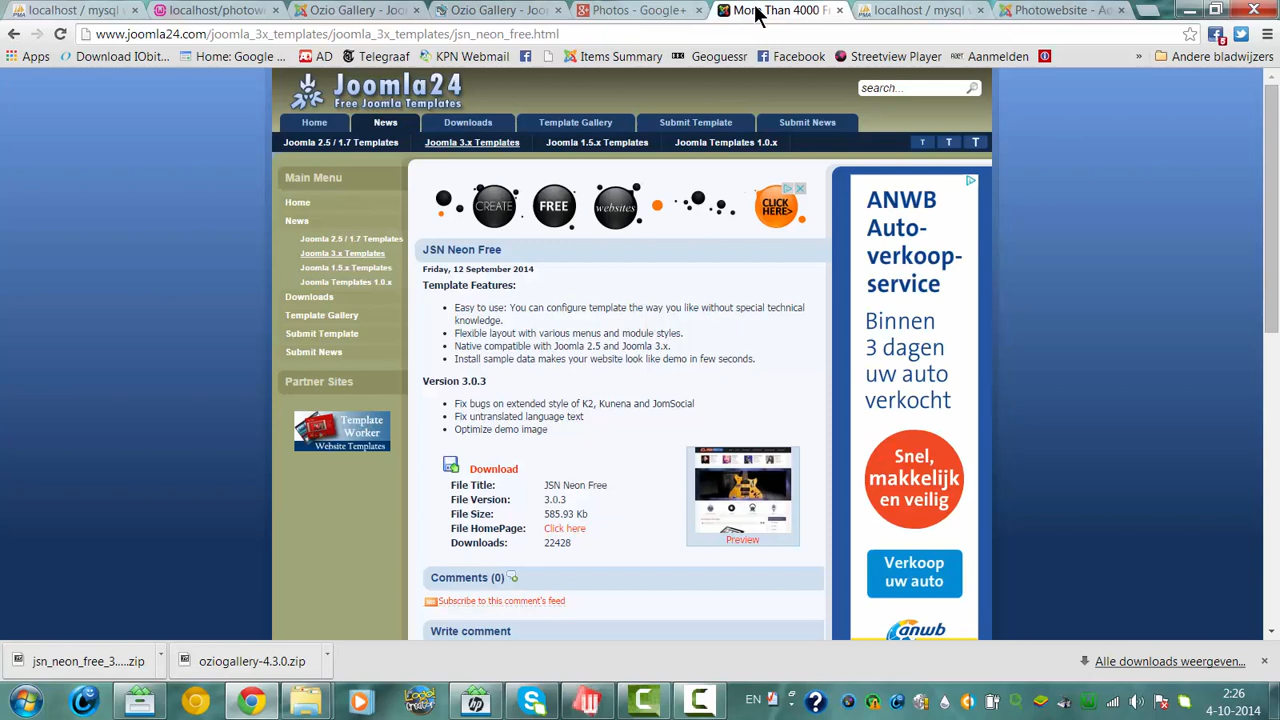 localhost / mysql w
localhost/photowe
Ozio Gallery - Joom
Ozio Gallery - Joom
Photos - Google+
More Than 4000 F
localhost / mysql w
Photowebsite - Adm
www.joomla24.com/joomla_3x_templates/joomla_3x_templates/jsn_neon_free.html
Apps
Download IObit...
Home: Google ...
AD
Telegraaf
KPN Webmail
Items Summary
Geoguessr
Facebook
Streetview Player
Aanmelden
»
Andere bladwijzers
Joomla24
Free Joomla Templates
search...
Home
News
Downloads
Template Gallery
Submit Template
Submit News
Joomla 2.5 / 1.7 Templates
Joomla 3.x Templates
Joomla 1.5.x Templates
Joomla Templates 1.0.x
T T T
Main Menu
Home
News
Joomla 2.5 / 1.7 Templates
Joomla 3.x Templates
Joomla 1.5.x Templates
Joomla Templates 1.0.x
Downloads
Template Gallery
Submit Template
Submit News
Partner Sites
Template
Worker
Website Templates
CREATE
FREE
websites
CLICK
HERE>
JSN Neon Free
Friday, 12 September 2014
Template Features:
Easy to use: You can configure template the way you like without special technical
knowledge.
Flexible layout with various menus and module styles.
Native compatible with Joomla 2.5 and Joomla 3.x.
Install sample data makes your website look like demo in few seconds.
Version 3.0.3
Fix bugs on extended style of K2, Kunena and JomSocial
Fix untranslated language text
Optimize demo image
Download
File Title: JSN Neon Free
File Version: 3.0.3
File Size: 585.93 Kb
File HomePage: Click here
Downloads: 22428
Preview
Comments (0)
Subscribe to this comment's feed
Write comment
ANWB
Auto-
verkoop-
service
Binnen
3 dagen
uw auto
verkocht
Snel,
makkelijk
en veilig
Verkoop
uw auto
anwb
jsn_neon_free_3....zip
oziogallery-4.3.0.zip
Alle downloads weergeven...
EN
2:26
4-10-2014